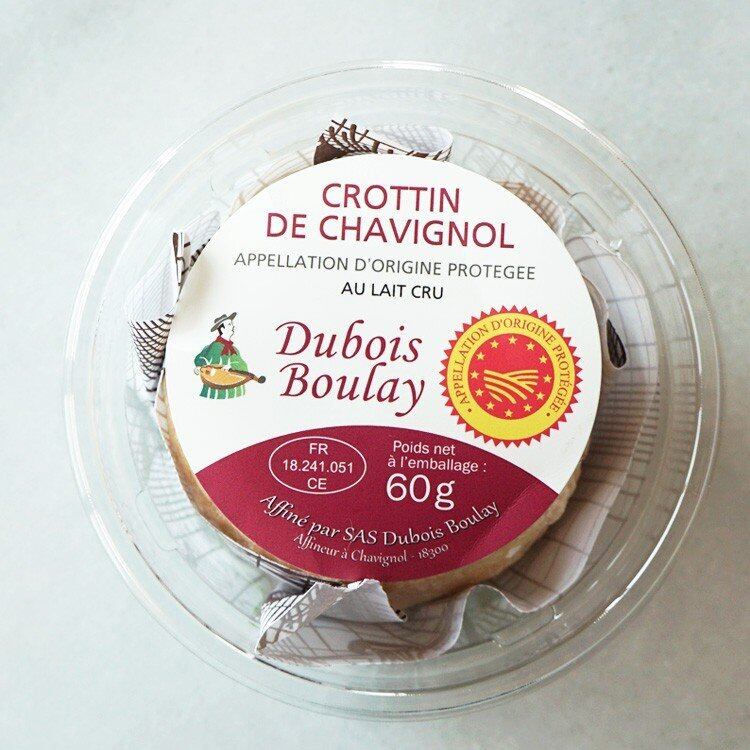 CROTTIN
DE CHAVIGNOL
APPELLATION D'ORIGINE PROTEGEE
AU LAIT CRU
Dubois
Boulay
APPELLATION D'ORIGINE PROTÉGÉE
FR
18.241.051
CE
Poids net
à l'emballage :
60g
Affiné par SAS Dubois Boulay
Affineur à Chavignol - 18300